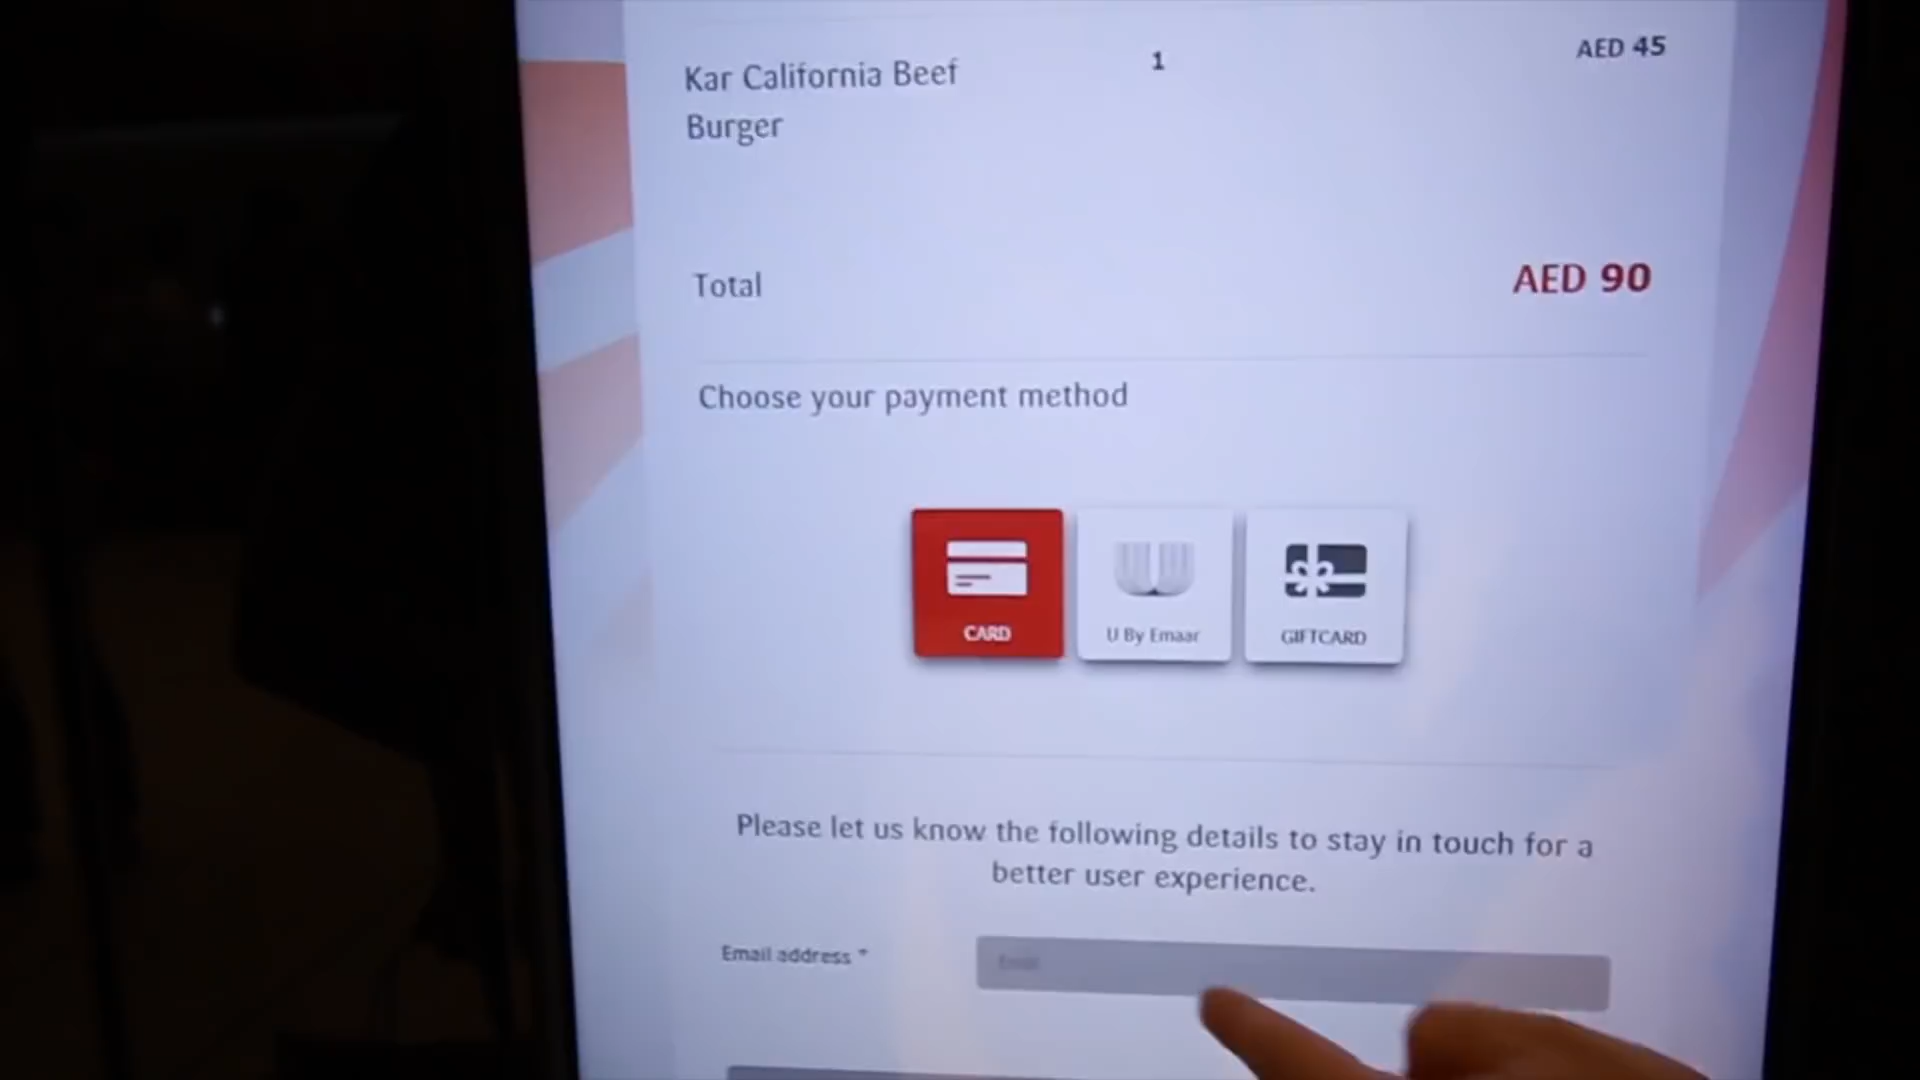 Kar California Beef 1 AED 45
Burger
Total AED 90
Choose your payment method
CARD U By Emaar GIFTCARD
Please let us know the following details to stay in touch for a
better user experience.
Email address * Email